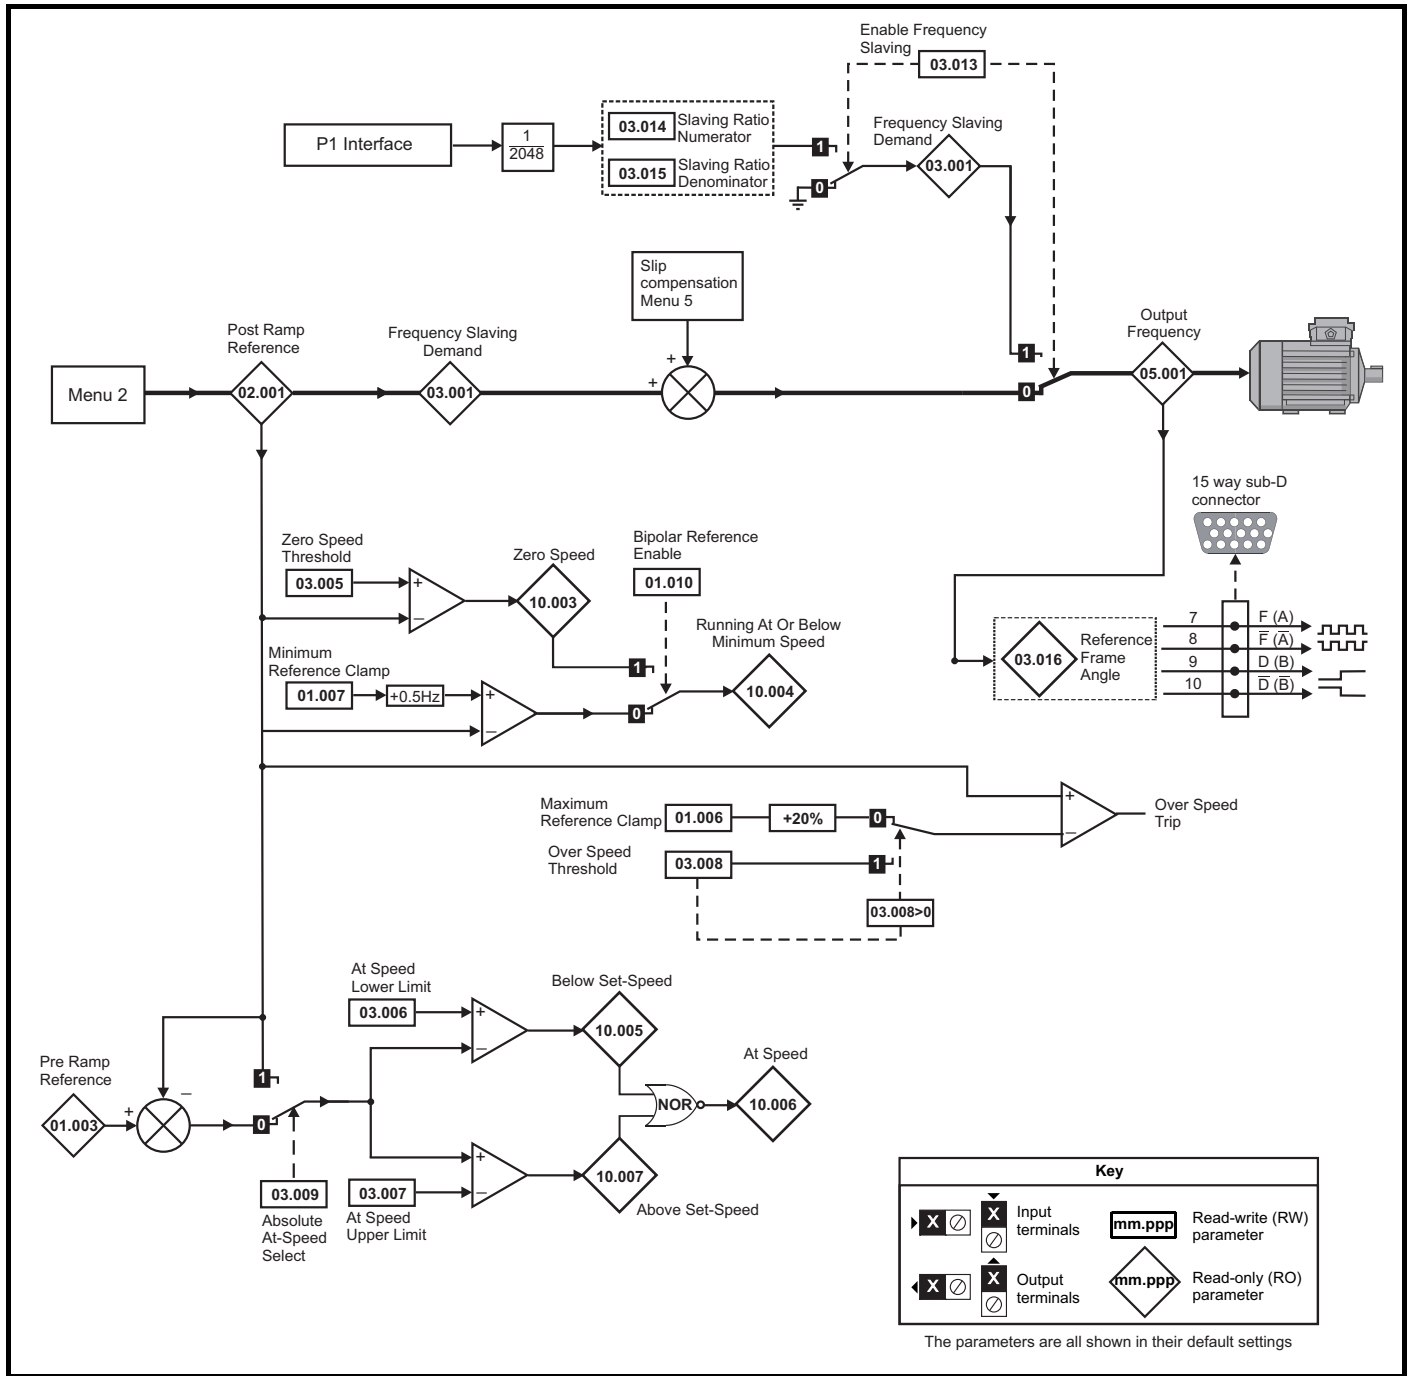 Enable Frequency
Slaving
03.013
P1 Interface
1
2048
03.014
Slaving Ratio
Numerator
03.015
Slaving Ratio
Denominator
1
0
Frequency Slaving
Demand
03.001
Slip
compensation
Menu 5
Menu 2
Post Ramp
Reference
02.001
Frequency Slaving
Demand
03.001
+
+
1
0
Output
Frequency
05.001
15 way sub-D
connector
Zero Speed
Threshold
03.005
+
–
Zero Speed
10.003
Bipolar Reference
Enable
01.010
Minimum
Reference Clamp
01.007
+0.5Hz
+
–
1
0
Running At Or Below
Minimum Speed
10.004
03.016
Reference
Frame
Angle
7
F (A)
8
F̅ (A̅)
9
D (B)
10
D̅ (B̅)
Maximum
Reference Clamp
01.006
+20%
0
Over Speed
Threshold
03.008
1
03.008>0
+
–
Over Speed
Trip
At Speed
Lower Limit
03.006
+
–
Below Set-Speed
10.005
Pre Ramp
Reference
01.003
+
–
1
0
03.009
Absolute
At-Speed
Select
03.007
At Speed
Upper Limit
+
–
10.007
Above Set-Speed
NOR
At Speed
10.006
Key
X
X
Input
terminals
mm.ppp
Read-write (RW)
parameter
X
X
Output
terminals
mm.ppp
Read-only (RO)
parameter
The parameters are all shown in their default settings